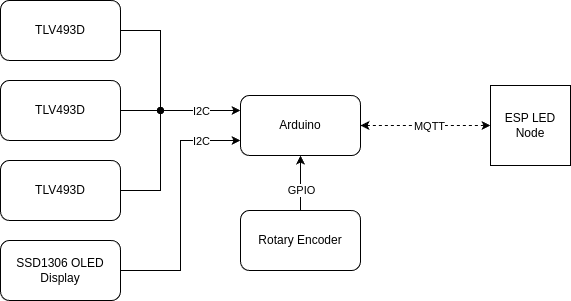 TLV493D
TLV493D
I2C
Arduino
MQTT
ESP LED
Node
I2C
TLV493D
GPIO
SSD1306 OLED
Display
Rotary Encoder